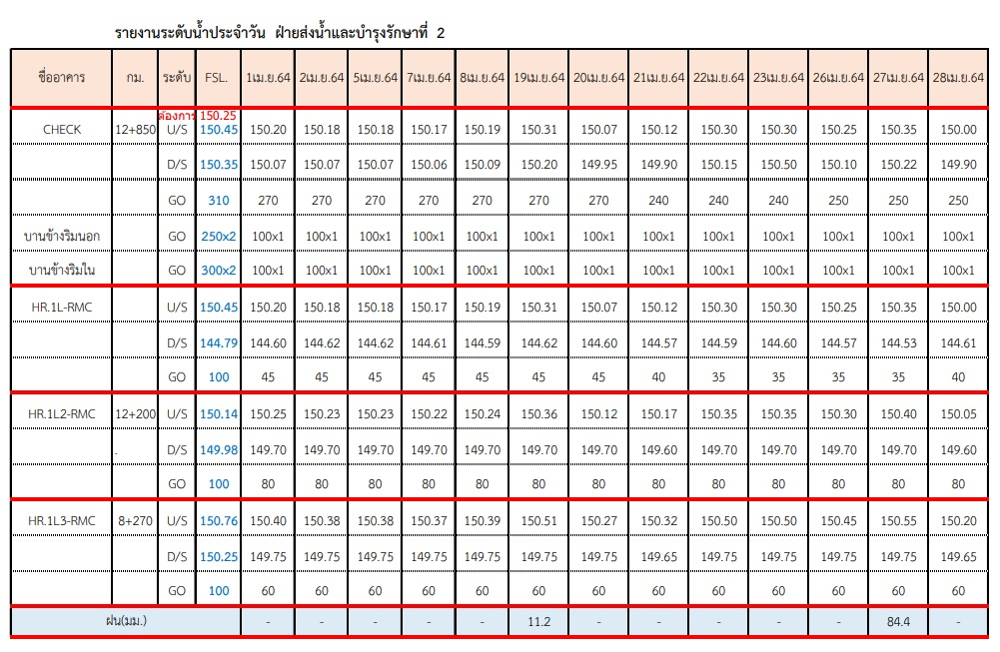 รายงานระดับน้ำประจำวัน ฝ่ายส่งน้ำและบำรุงรักษาที่ 2
ชื่ออาคาร กม. ระดับ FSL. 1เม.ย.64 2เม.ย.64 5เม.ย.64 7เม.ย.64 8เม.ย.64 19เม.ย.64 20เม.ย.64 21เม.ย.64 22เม.ย.64 23เม.ย.64 26เม.ย.64 27เม.ย.64 28เม.ย.64
ต้องการ 150.25
CHECK 12+850 U/S 150.45 150.20 150.18 150.18 150.17 150.19 150.31 150.07 150.12 150.30 150.30 150.25 150.35 150.00
D/S 150.35 150.07 150.07 150.07 150.06 150.09 150.20 149.95 149.90 150.15 150.50 150.10 150.22 149.90
GO 310 270 270 270 270 270 270 270 240 240 240 250 250 250
บานข้างริมนอก GO 250x2 100x1 100x1 100x1 100x1 100x1 100x1 100x1 100x1 100x1 100x1 100x1 100x1 100x1
บานข้างริมใน GO 300x2 100x1 100x1 100x1 100x1 100x1 100x1 100x1 100x1 100x1 100x1 100x1 100x1 100x1
HR.1L-RMC U/S 150.45 150.20 150.18 150.18 150.17 150.19 150.31 150.07 150.12 150.30 150.30 150.25 150.35 150.00
D/S 144.79 144.60 144.62 144.62 144.61 144.59 144.62 144.60 144.57 144.59 144.60 144.57 144.53 144.61
GO 100 45 45 45 45 45 45 45 40 35 35 35 35 40
HR.1L2-RMC 12+200 U/S 150.14 150.25 150.23 150.23 150.22 150.24 150.36 150.12 150.17 150.35 150.35 150.30 150.40 150.05
. D/S 149.98 149.70 149.70 149.70 149.70 149.70 149.70 149.70 149.60 149.70 149.70 149.70 149.70 149.60
GO 100 80 80 80 80 80 80 80 80 80 80 80 80 80
HR.1L3-RMC 8+270 U/S 150.76 150.40 150.38 150.38 150.37 150.39 150.51 150.27 150.32 150.50 150.50 150.45 150.55 150.20
D/S 150.25 149.75 149.75 149.75 149.75 149.75 149.75 149.75 149.65 149.75 149.75 149.75 149.75 149.65
GO 100 60 60 60 60 60 60 60 60 60 60 60 60 60
ฝน(มม.) - - - - - 11.2 - - - - - 84.4 -